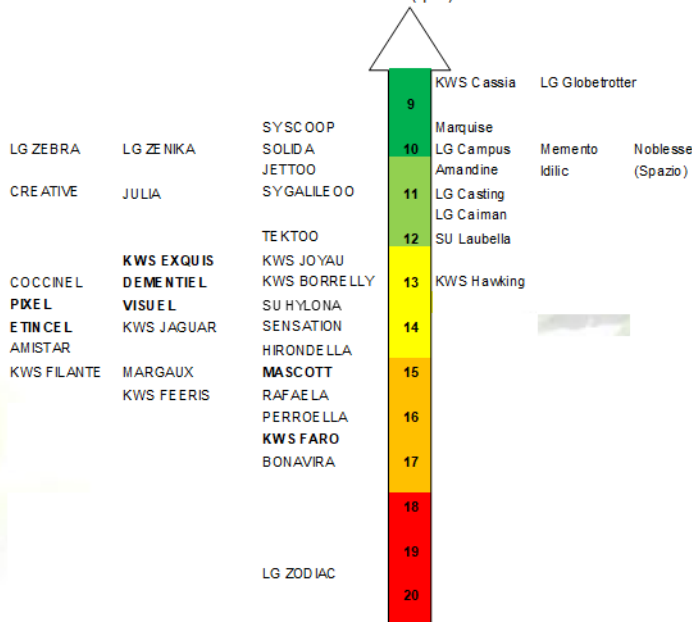 KWS Cassia LG Globetrotter
9
SYSCOOP Marquise
LG ZEBRA LG ZENIKA SOLIDA 10 LG Campus Memento Noblesse
JETTOO Amandine Idilic (Spazio)
CREATIVE JULIA SYGALILEOO 11 LG Casting
LG Caiman
TEKTOO 12 SU Laubella
KWS EXQUIS KWS JOYAU
COCCINEL DEMENTIEL KWS BORRELLY 13 KWS Hawking
PIXEL VISUEL SU HYLONA
ETINCEL KWS JAGUAR SENSATION 14
AMISTAR HIRONDELLA
KWS FILANTE MARGAUX MASCOTT 15
KWS FEERIS RAFAELA
PERROELLA 16
KWS FARO
BONAVIRA 17
18
19
LG ZODIAC
20